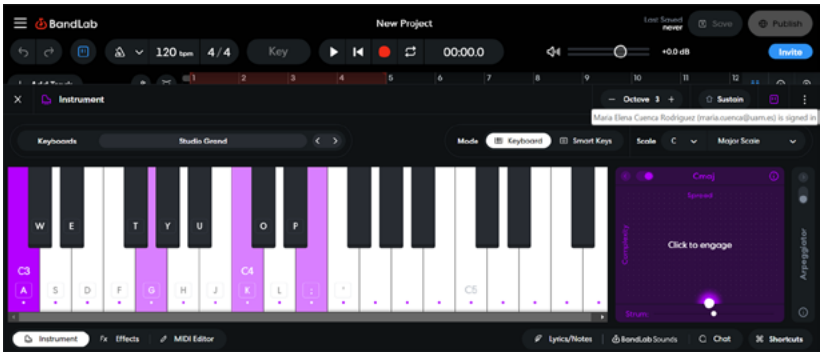 BandLab New Project Last Saved never Save Publish
120 bpm 4/4 Key 00:00.0 +0.0 dB Invite
Add Track 1 2 3 4 5 6 7 8 9 10 11 12
Instrument Octave 3 Sustain
Maria Elena Cuenca Rodriguez (maria.cuenca@uam.es) is signed in
Keyboards Studio Grand Mode Keyboard Smart Keys Scale C Major Scale
Cmaj
Spread
W E T Y U O P
Complexity Click to engage Arpeggiator
C3 C4 C5
A S D F G H J K L ; '
Strum
Instrument Fx Effects MIDI Editor Lyrics/Notes BandLab Sounds Chat Shortcuts